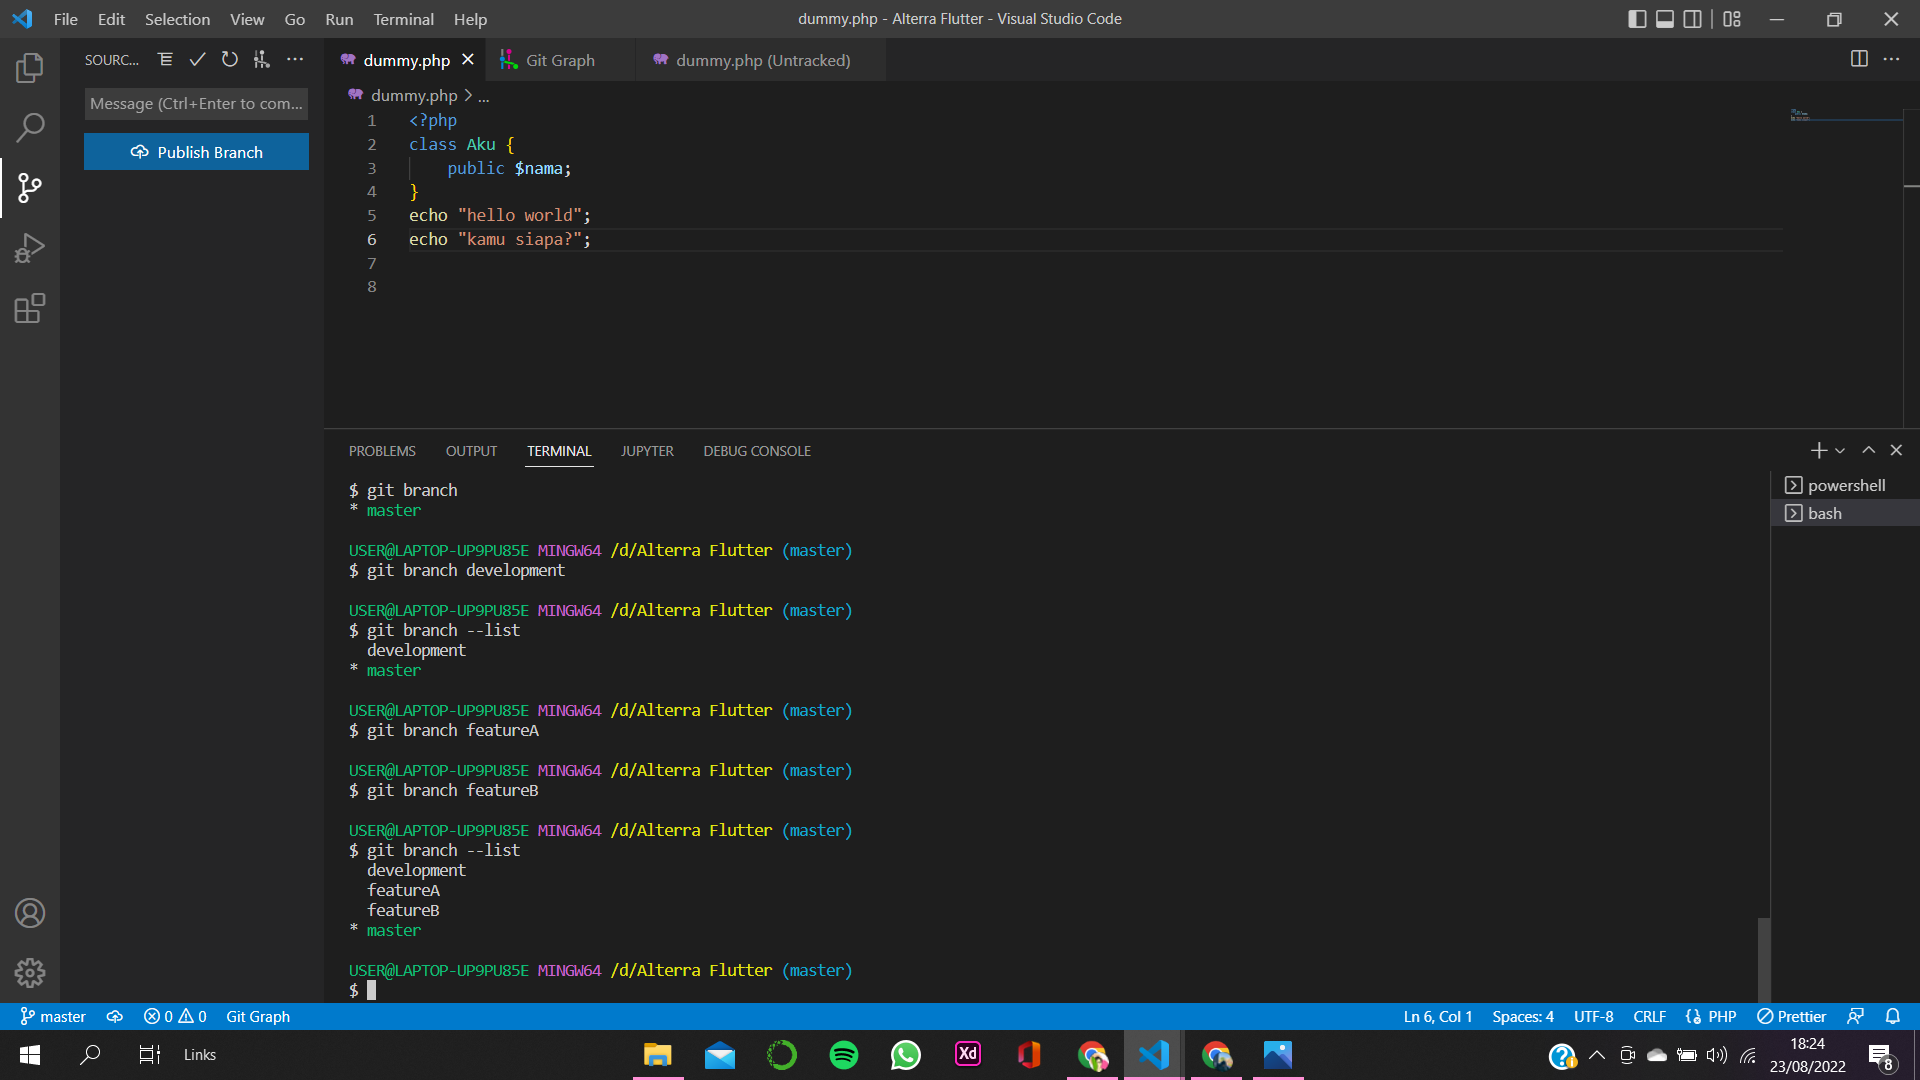 File Edit Selection View Go Run Terminal Help
dummy.php - Alterra Flutter - Visual Studio Code
SOURC...
Message (Ctrl+Enter to com...
Publish Branch
dummy.php
Git Graph
dummy.php (Untracked)
dummy.php > ...
1 <?php
2 class Aku {
3 public $nama;
4 }
5 echo "hello world";
6 echo "kamu siapa?";
7
8
PROBLEMS OUTPUT TERMINAL JUPYTER DEBUG CONSOLE
$ git branch
* master
USER@LAPTOP-UP9PU85E MINGW64 /d/Alterra Flutter (master)
$ git branch development
USER@LAPTOP-UP9PU85E MINGW64 /d/Alterra Flutter (master)
$ git branch --list
development
* master
USER@LAPTOP-UP9PU85E MINGW64 /d/Alterra Flutter (master)
$ git branch featureA
USER@LAPTOP-UP9PU85E MINGW64 /d/Alterra Flutter (master)
$ git branch featureB
USER@LAPTOP-UP9PU85E MINGW64 /d/Alterra Flutter (master)
$ git branch --list
development
featureA
featureB
* master
USER@LAPTOP-UP9PU85E MINGW64 /d/Alterra Flutter (master)
$
powershell
bash
master 0 0 Git Graph
Ln 6, Col 1 Spaces: 4 UTF-8 CRLF PHP Prettier
Links
Xd
18:24
23/08/2022
8